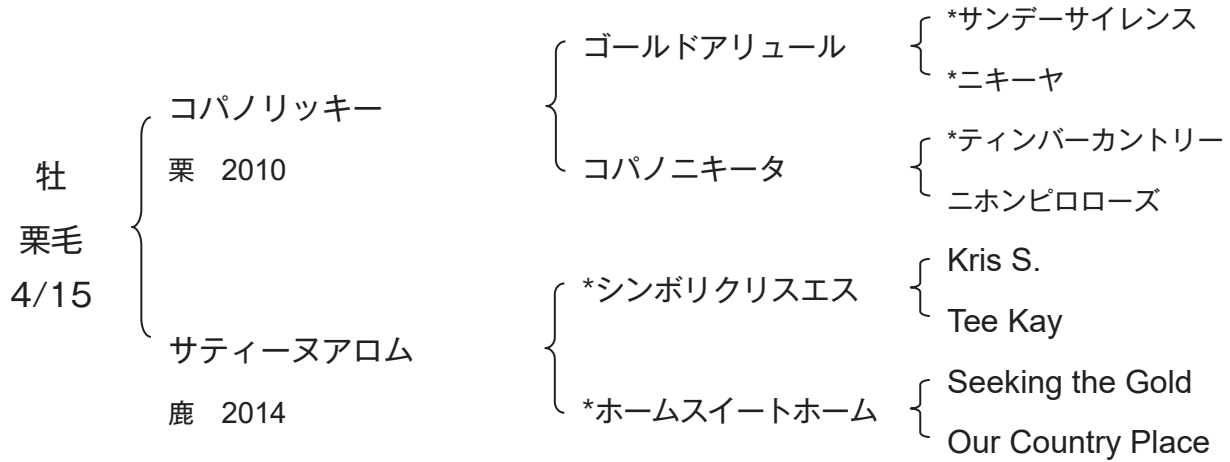 牡
栗毛
4/15
コパノリッキー
栗 2010
サティーヌアロム
鹿 2014
ゴールドアリュール
コパノニキータ
*シンボリクリスエス
*ホームスイートホーム
*サンデーサイレンス
*ニキーヤ
*ティンバーカントリー
ニホンピロローズ
Kris S.
Tee Kay
Seeking the Gold
Our Country Place